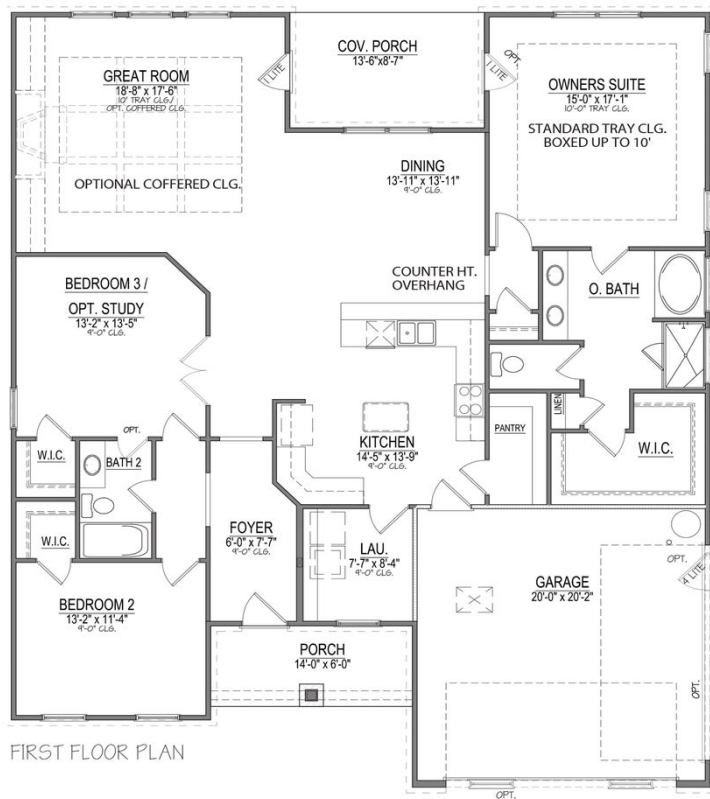 GREAT ROOM
18'-8" x 17'-6"
10' TRAY CLG./
OPT. COFFERED CLG.
OPTIONAL COFFERED CLG.
1 LITE
COV. PORCH
13'-6"x8'-7"
OPT.
1 LITE
OWNERS SUITE
15'-0" x 17'-1"
10'-0" TRAY CLG.
STANDARD TRAY CLG.
BOXED UP TO 10'
DINING
13'-11" x 13'-11"
9'-0" CLG.
COUNTER HT.
OVERHANG
O. BATH
BEDROOM 3 /
OPT. STUDY
13'-2" x 13'-5"
9'-0" CLG.
W.I.C.
OPT.
BATH 2
W.I.C.
KITCHEN
14'-5" x 13'-9"
9'-0" CLG.
PANTRY
LINEN
W.I.C.
FOYER
6'-0" x 7'-7"
9'-0" CLG.
LAU.
7'-7" x 8'-4"
9'-0" CLG.
GARAGE
20'-0" x 20'-2"
OPT.
4 LITE
OPT.
BEDROOM 2
13'-2" x 11'-4"
9'-0" CLG.
PORCH
14'-0" x 6'-0"
OPT.
FIRST FLOOR PLAN